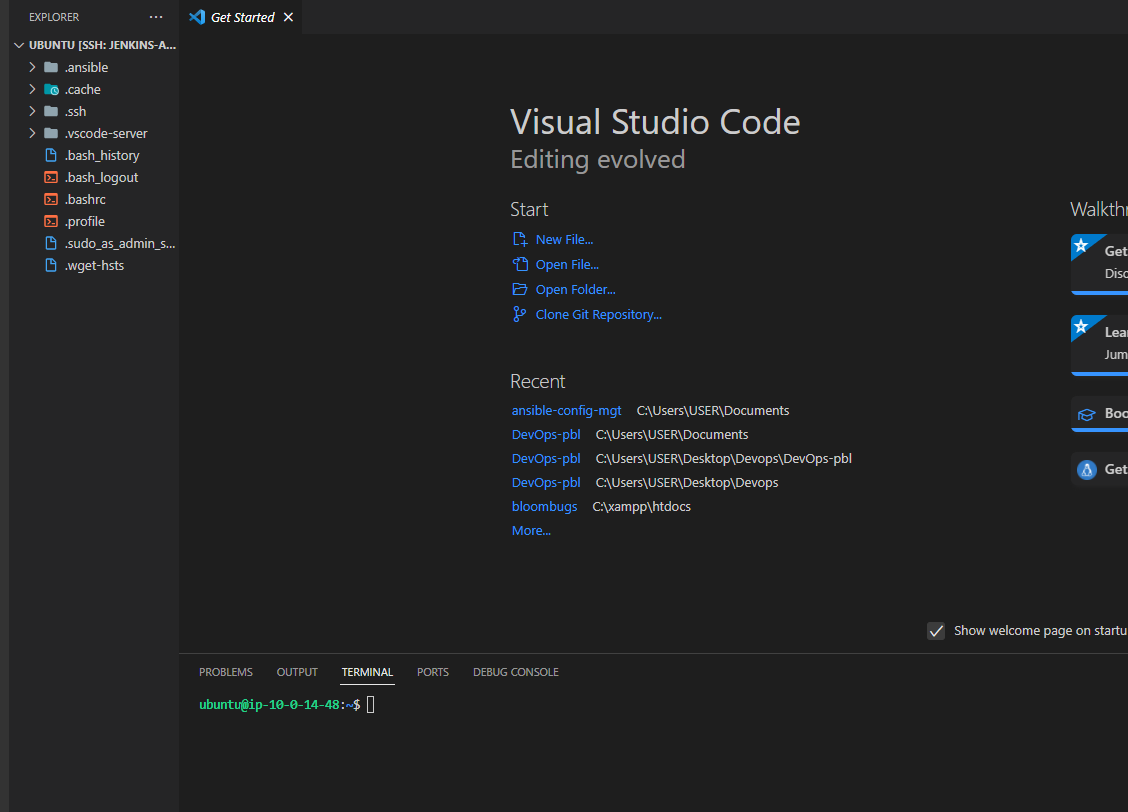 EXPLORER
Get Started
UBUNTU [SSH: JENKINS-A...
.ansible
.cache
.ssh
.vscode-server
.bash_history
.bash_logout
.bashrc
.profile
.sudo_as_admin_s...
.wget-hsts
Visual Studio Code
Editing evolved
Start
New File...
Open File...
Open Folder...
Clone Git Repository...
Recent
ansible-config-mgt C:\Users\USER\Documents
DevOps-pbl C:\Users\USER\Documents
DevOps-pbl C:\Users\USER\Desktop\Devops\DevOps-pbl
DevOps-pbl C:\Users\USER\Desktop\Devops
bloombugs C:\xampp\htdocs
More...
Walkthr
Get
Disc
Lear
Jum
Boo
Get
Show welcome page on startu
PROBLEMS OUTPUT TERMINAL PORTS DEBUG CONSOLE
ubuntu@ip-10-0-14-48:~$